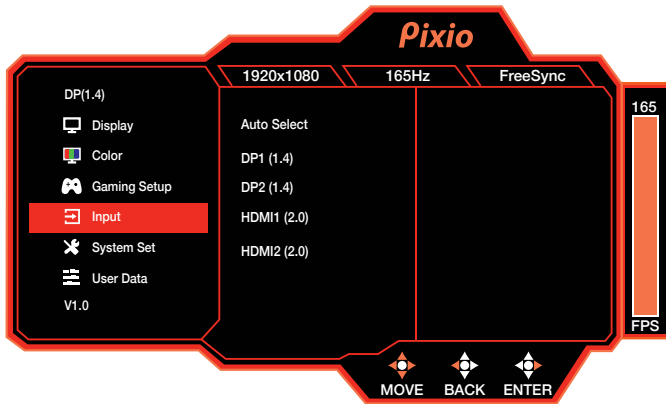 Pixio
1920x1080 165Hz FreeSync
DP(1.4)
Display
Color
Gaming Setup
Input
System Set
User Data
V1.0
Auto Select
DP1 (1.4)
DP2 (1.4)
HDMI1 (2.0)
HDMI2 (2.0)
165
FPS
MOVE BACK ENTER